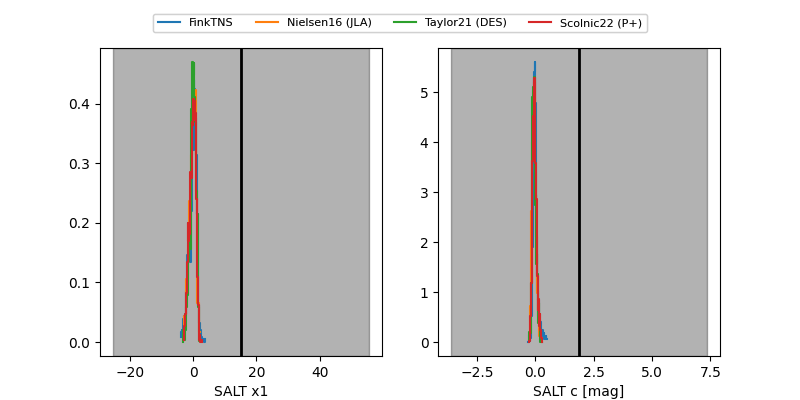 FinkTNS Nielsen16 (JLA) Taylor21 (DES) Scolnic22 (P+)
0.4
0.3
0.2
0.1
0.0
−20 0 20 40
SALT x1
5
4
3
2
1
0
−2.5 0.0 2.5 5.0 7.5
SALT c [mag]